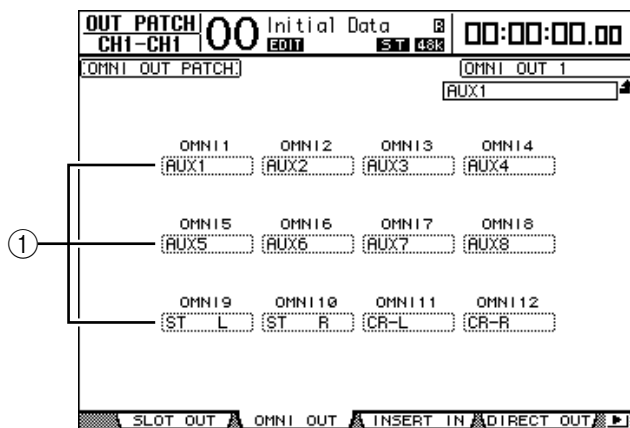 OUT PATCH 00 Initial Data R 00:00:00.00
CH1-CH1 EDIT ST 48K
OMNI OUT PATCH OMNI OUT 1
AUX1
OMNI1 OMNI2 OMNI3 OMNI4
AUX1 AUX2 AUX3 AUX4
OMNI5 OMNI6 OMNI7 OMNI8
① AUX5 AUX6 AUX7 AUX8
OMNI9 OMNI10 OMNI11 OMNI12
ST L ST R CR-L CR-R
SLOT OUT OMNI OUT INSERT IN DIRECT OUT